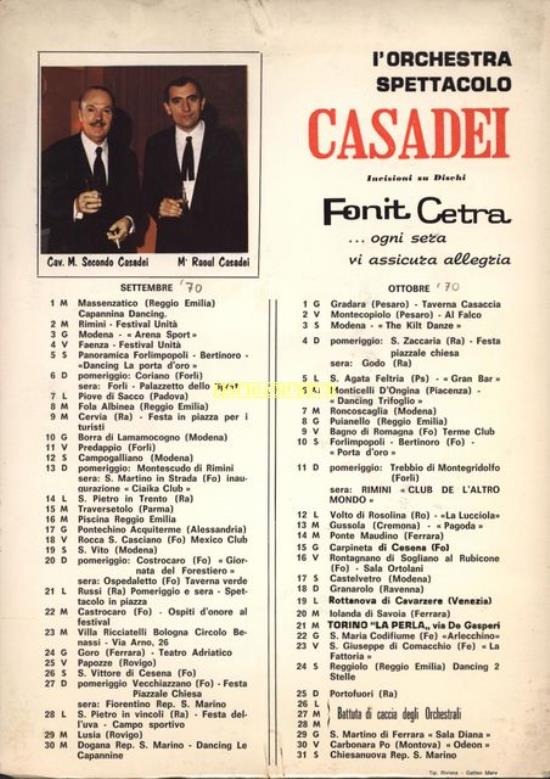 l'ORCHESTRA
SPETTACOLO
CASADEI
Incisioni su Dischi
Fonit Cetra
... ogni sera
vi assicura allegria
Cav. M. Secondo Casadei
M° Raoul Casadei
SETTEMBRE '70
1 M Massenzatico (Reggio Emilia)
Capannina Dancing.
2 M Rimini - Festival Unità
3 G Modena - « Arena Sport »
4 V Faenza - Festival Unità
5 S Panoramica Forlimpopoli - Bertinoro -
«Dancing La porta d'oro »
6 D pomeriggio: Coriano (Forlì)
sera: Forlì - Palazzetto dello Sport
7 L Piove di Sacco (Padova)
8 M Fola Albinea (Reggio Emilia)
9 M Cervia (Ra) - Festa in piazza per i
turisti
10 G Borra di Lamamocogno (Modena)
11 V Predappio (Forlì)
12 S Campogalliano (Modena)
13 D pomeriggio: Montescudo di Rimini
sera: S. Martino in Strada (Fo) inau-
gurazione « Ciaika Club »
14 L S. Pietro in Trento (Ra)
15 M Traversetolo (Parma)
16 M Piscina Reggio Emilia
17 G Pontechino Acquiterme (Alessandria)
18 V Rocca S. Casciano (Fo) Mexico Club
19 S S. Vito (Modena)
20 D pomeriggio: Costrocaro (Fo) «Gior-
nata del Forestiero »
sera: Ospedaletto (Fo) Taverna verde
21 L Russi (Ra) Pomeriggio e sera - Spet-
tacolo in piazza
22 M Castrocaro (Fo) - Ospiti d'onore al
festival
23 M Villa Ricciatelli Bologna Circolo Be-
nassi - Via Arno, 26
24 G Goro (Ferrara) - Teatro Adriatico
25 V Papozze (Rovigo)
26 S S. Vittore di Cesena (Fo)
27 D pomeriggio Vecchiazzano (Fo) - Festa
Piazzale Chiesa
sera: Fiorentino Rep. S. Marino
28 L S. Pietro in vincoli (Ra) - Festa del-
l'uva - Campo sportivo
29 M Lusia (Rovigo)
30 M Dogana Rep. S. Marino - Dancing Le
Capannine
OTTOBRE '70
1 G Gradara (Pesaro) - Taverna Casaccia
2 V Montecopiolo (Pesaro) - Al Falco
3 S Modena - « The Kilt Danze »
4 D pomeriggio: S. Zaccaria (Ra) - Festa
piazzale chiesa
sera: Godo (Ra)
5 L S. Agata Feltria (Ps) - « Gran Bar »
Monticelli D'Ongina (Piacenza) -
« Dancing Trifoglio »
7 M Roncoscaglia (Modena)
8 G Puianello (Reggio Emilia)
9 V Bagno di Romagna (Fo) Terme Club
10 S Forlimpopoli - Bertinoro (Fo) -
« Porta d'oro »
11 D pomeriggio: Trebbio di Montegridolfo
(Forlì)
sera: RIMINI « CLUB DE L'ALTRO
MONDO »
12 L Volto di Rosolina (Ro) - «La Lucciola»
13 M Gussola (Cremona) - « Pagoda »
14 M Ponte Maudino (Ferrara)
15 G Carpineta di Cesena (Fo)
16 V Rontagnano di Sogliano al Rubicone
(Fo) - Sala Ortolani
17 S Castelvetro (Modena)
18 D Granarolo (Ravenna)
19 L Rottanova di Cavarzere (Venezia)
20 M Iolanda di Savoia (Ferrara)
21 M TORINO "LA PERLA„ via De Gasperi
22 G S. Maria Codifiume (Fe) «Arlecchino»
23 V S. Giuseppe di Comacchio (Fe) « La
Fattoria »
24 S Reggiolo (Reggio Emilia) Dancing 2
Stelle
25 D Portofuori (Ra)
26 L
27 M Battuta di caccia degli Orchestrali
28 M
29 G S. Martino di Ferrara « Sala Diana »
30 V Carbonara Po (Montova) « Odeon »
31 S Chiesanuova Rep. S. Marino
Tip. Riviera - Gatteo Mare